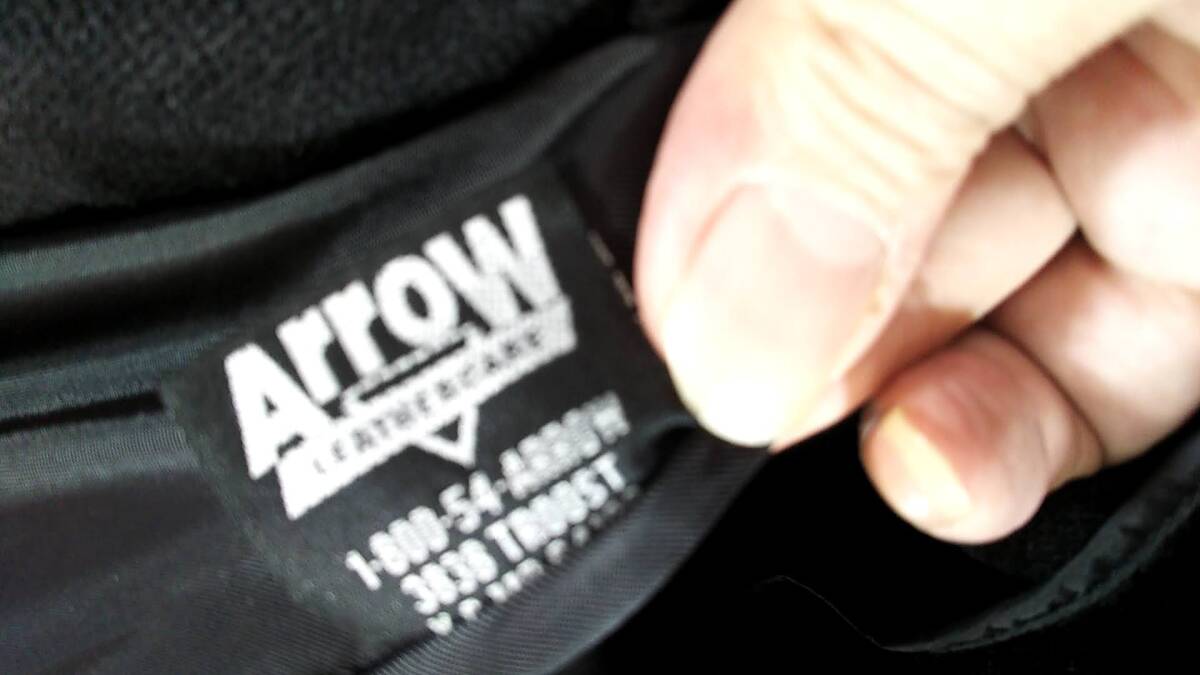 ArroW
LEATHERCARE
1-800-54-ARROW
3838 TROOST